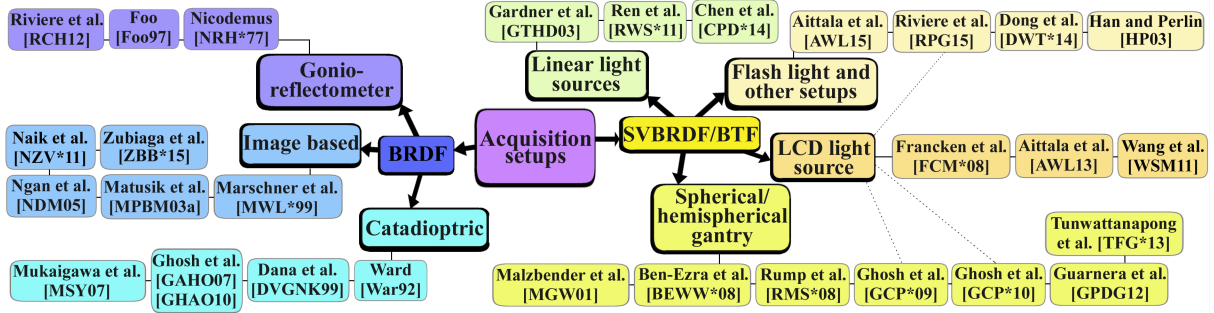 Riviere et al.
[RCH12]
Foo
[Foo97]
Nicodemus
[NRH*77]
Gonio-
reflectometer
Naik et al.
[NZV*11]
Zubiaga et al.
[ZBB*15]
Image based
Ngan et al.
[NDM05]
Matusik et al.
[MPBM03a]
Marschner et al.
[MWL*99]
BRDF
Catadioptric
Mukaigawa et al.
[MSY07]
Ghosh et al.
[GAHO07]
[GHAO10]
Dana et al.
[DVGNK99]
Ward
[War92]
Acquisition
setups
Gardner et al.
[GTHD03]
Ren et al.
[RWS*11]
Chen et al.
[CPD*14]
Linear light
sources
Aittala et al.
[AWL15]
Riviere et al.
[RPG15]
Dong et al.
[DWT*14]
Han and Perlin
[HP03]
Flash light and
other setups
SVBRDF/BTF
LCD light
source
Francken et al.
[FCM*08]
Aittala et al.
[AWL13]
Wang et al.
[WSM11]
Spherical/
hemispherical
gantry
Tunwattanapong
et al. [TFG*13]
Malzbender et al.
[MGW01]
Ben-Ezra et al.
[BEWW*08]
Rump et al.
[RMS*08]
Ghosh et al.
[GCP*09]
Ghosh et al.
[GCP*10]
Guarnera et al.
[GPDG12]